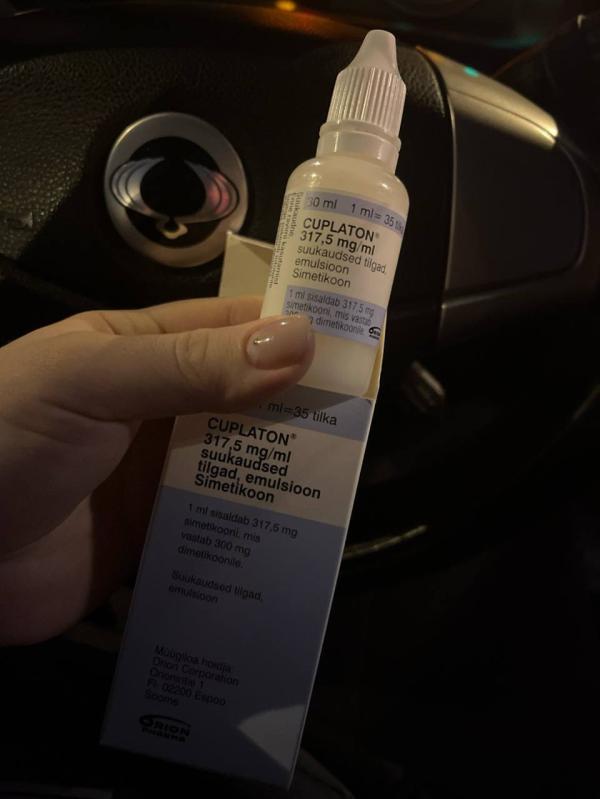 30 ml 1 ml= 35 tilka
CUPLATON®
317,5 mg/ml
suukaudsed tilgad,
emulsioon
Simetikoon
1 ml sisaldab 317,5 mg
simetikooni, mis vastab
dimetikoonile.
ml=35 tilka
CUPLATON®
317,5 mg/ml
suukaudsed
tilgad, emulsioon
Simetikoon
1 ml sisaldab 317,5 mg
simetikooni, mis
vastab 300 mg
dimetikoonile.
Suukaudsed tilgad,
emulsioon
Müügiloa hoidja:
Orion Corporation
Orionintie 1
FI- 02200 Espoo
Soome
ORION
PHARMA